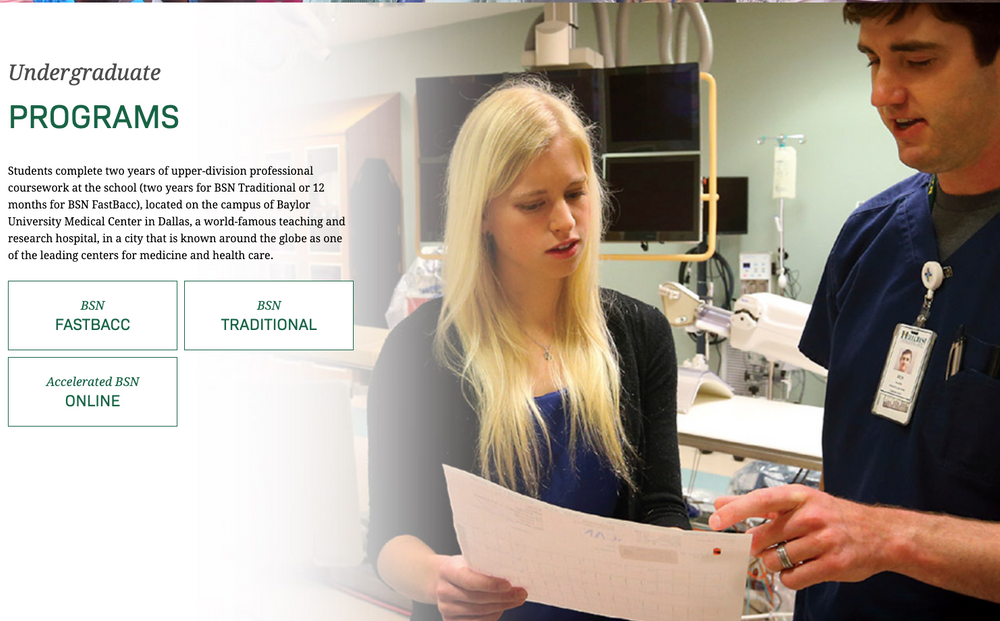 Undergraduate
PROGRAMS
Students complete two years of upper-division professional
coursework at the school (two years for BSN Traditional or 12
months for BSN FastBacc), located on the campus of Baylor
University Medical Center in Dallas, a world-famous teaching and
research hospital, in a city that is known around the globe as one
of the leading centers for medicine and health care.
BSN
FASTBACC
BSN
TRADITIONAL
Accelerated BSN
ONLINE